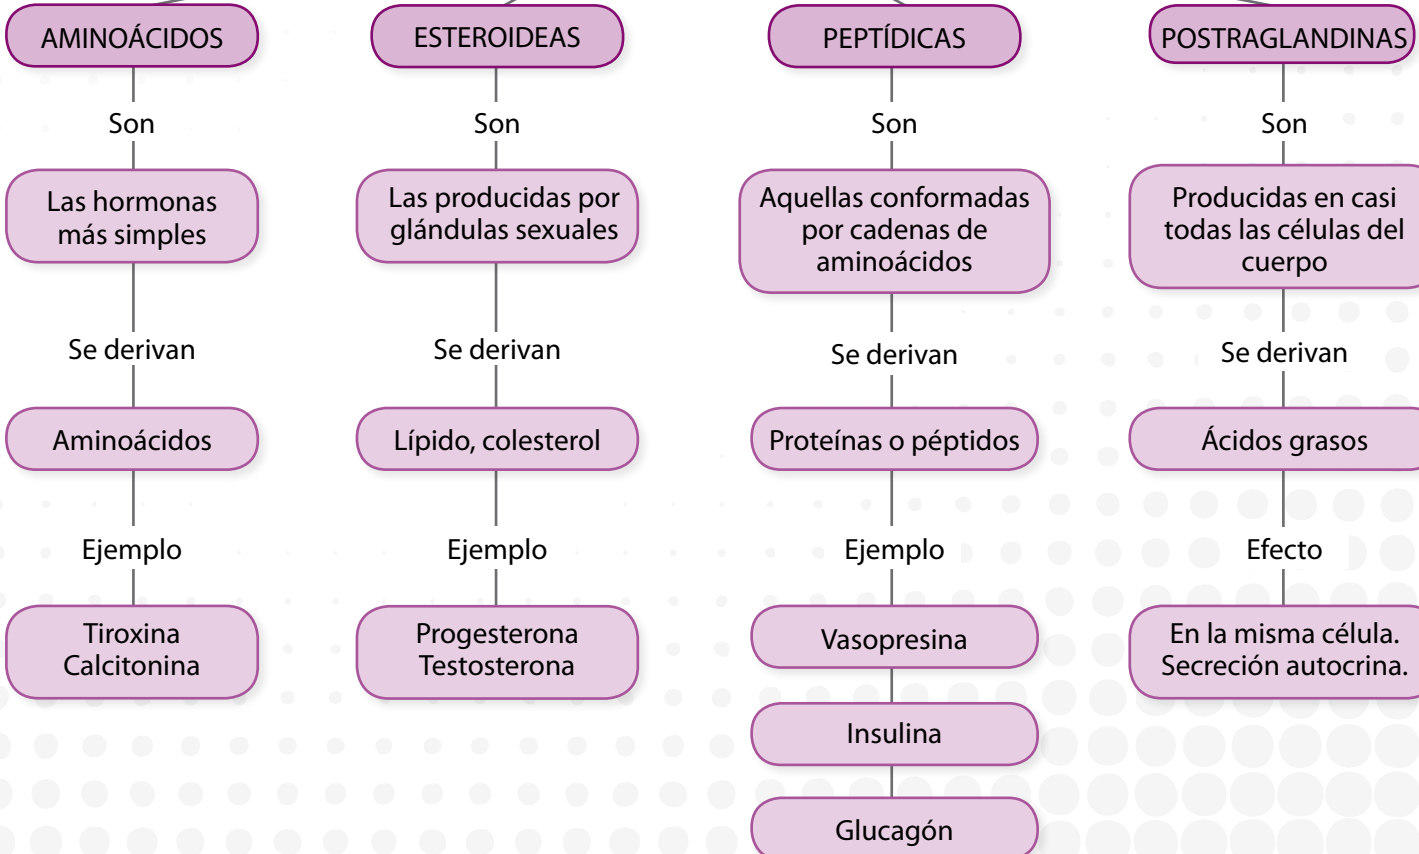 AMINOÁCIDOS
Son
Las hormonas
más simples
Se derivan
Aminoácidos
Ejemplo
Tiroxina
Calcitonina
ESTEROIDEAS
Son
Las producidas por
glándulas sexuales
Se derivan
Lípido, colesterol
Ejemplo
Progesterona
Testosterona
PEPTÍDICAS
Son
Aquellas conformadas
por cadenas de
aminoácidos
Se derivan
Proteínas o péptidos
Ejemplo
Vasopresina
Insulina
Glucagón
POSTRAGLANDINAS
Son
Producidas en casi
todas las células del
cuerpo
Se derivan
Ácidos grasos
Efecto
En la misma célula.
Secreción autocrina.